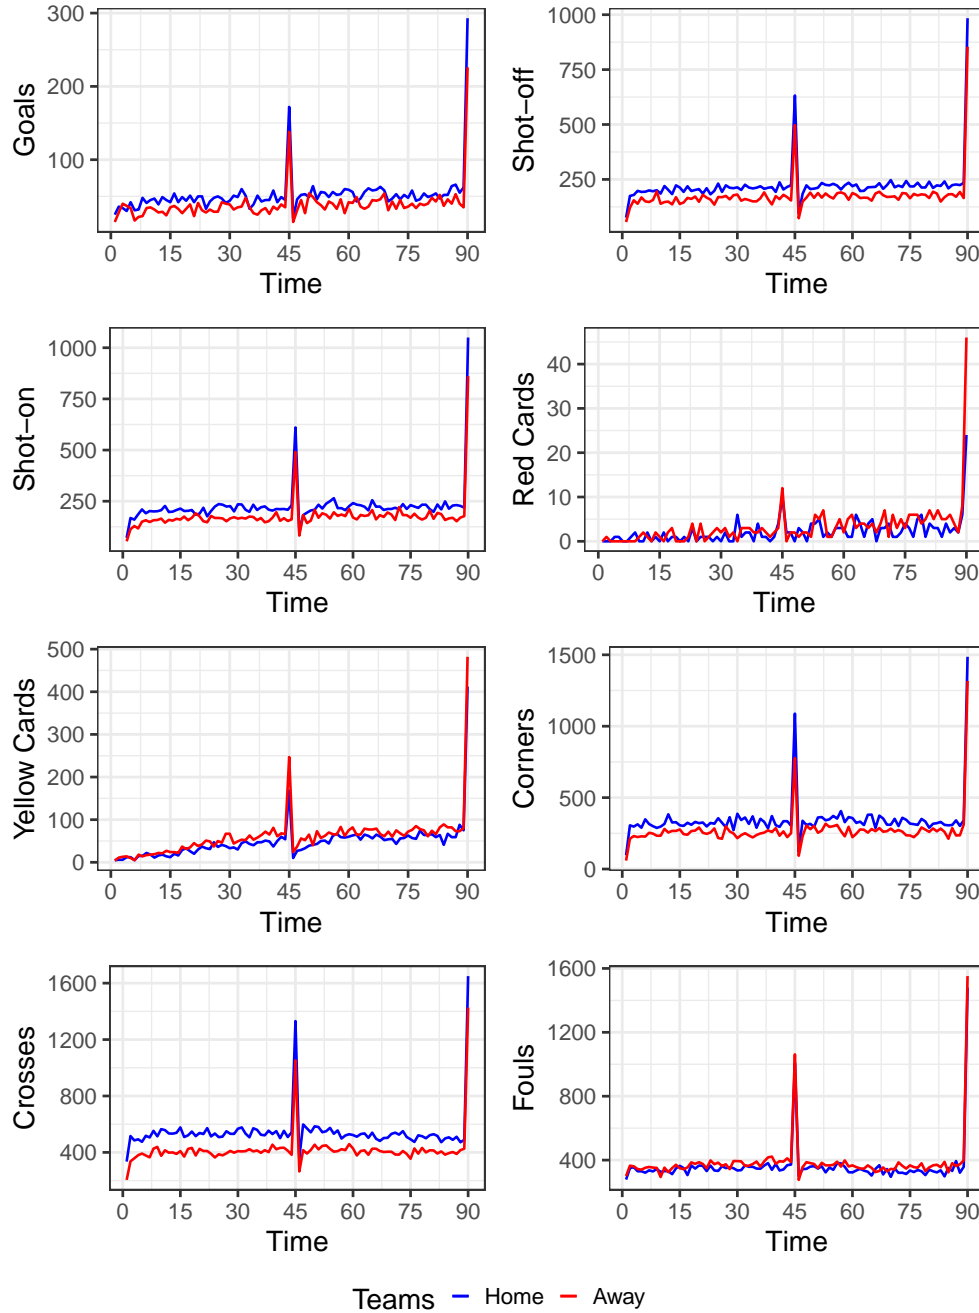 Goals
300
200
100
0 15 30 45 60 75 90
Time
Shot-off
1000
750
500
250
0 15 30 45 60 75 90
Time
Shot-on
1000
750
500
250
0 15 30 45 60 75 90
Time
Red Cards
40
30
20
10
0
0 15 30 45 60 75 90
Time
Yellow Cards
500
400
300
200
100
0
0 15 30 45 60 75 90
Time
Corners
1500
1000
500
0
0 15 30 45 60 75 90
Time
Crosses
1600
1200
800
400
0 15 30 45 60 75 90
Time
Fouls
1600
1200
800
400
0 15 30 45 60 75 90
Time
Teams Home Away